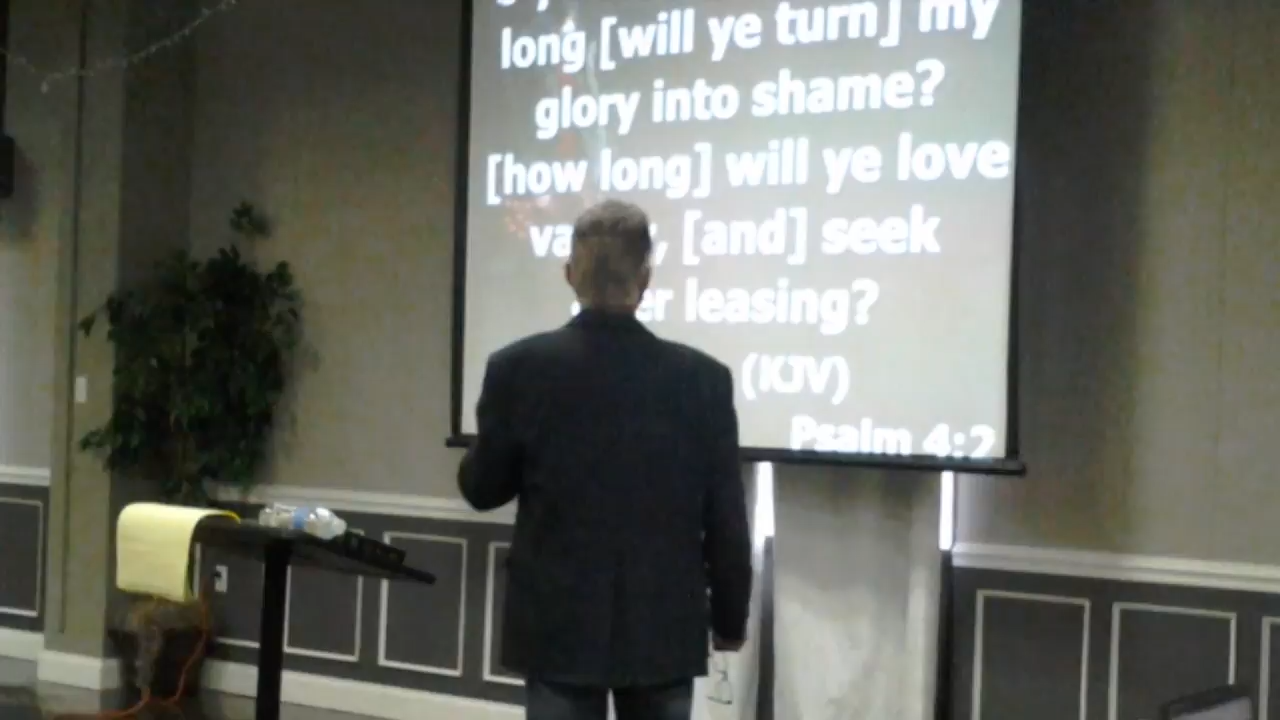 long [will ye turn] my
glory into shame?
[how long] will ye love
, [and] seek
leasing?
(KJV)
Psalm 4:2